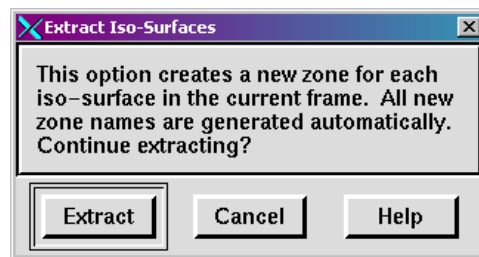 Extract Iso-Surfaces
This option creates a new zone for each
iso-surface in the current frame. All new
zone names are generated automatically.
Continue extracting?
Extract Cancel Help